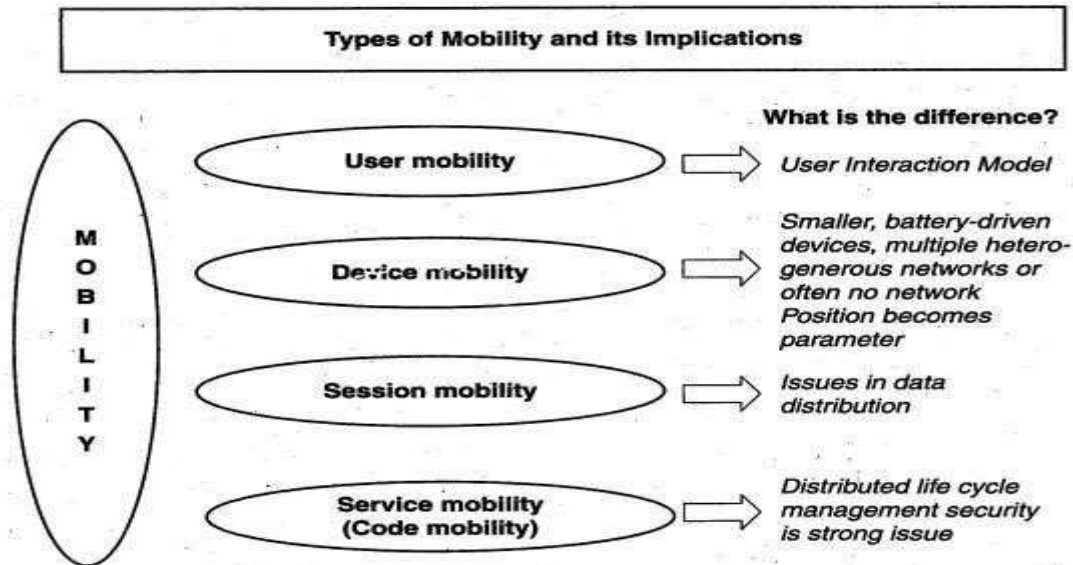 Types of Mobility and its Implications
What is the difference?
MOBILITY
User mobility
User Interaction Model
Device mobility
Smaller, battery-driven
devices, multiple hetero-
generous networks or
often no network
Position becomes
parameter
Session mobility
Issues in data
distribution
Service mobility
(Code mobility)
Distributed life cycle
management security
is strong issue